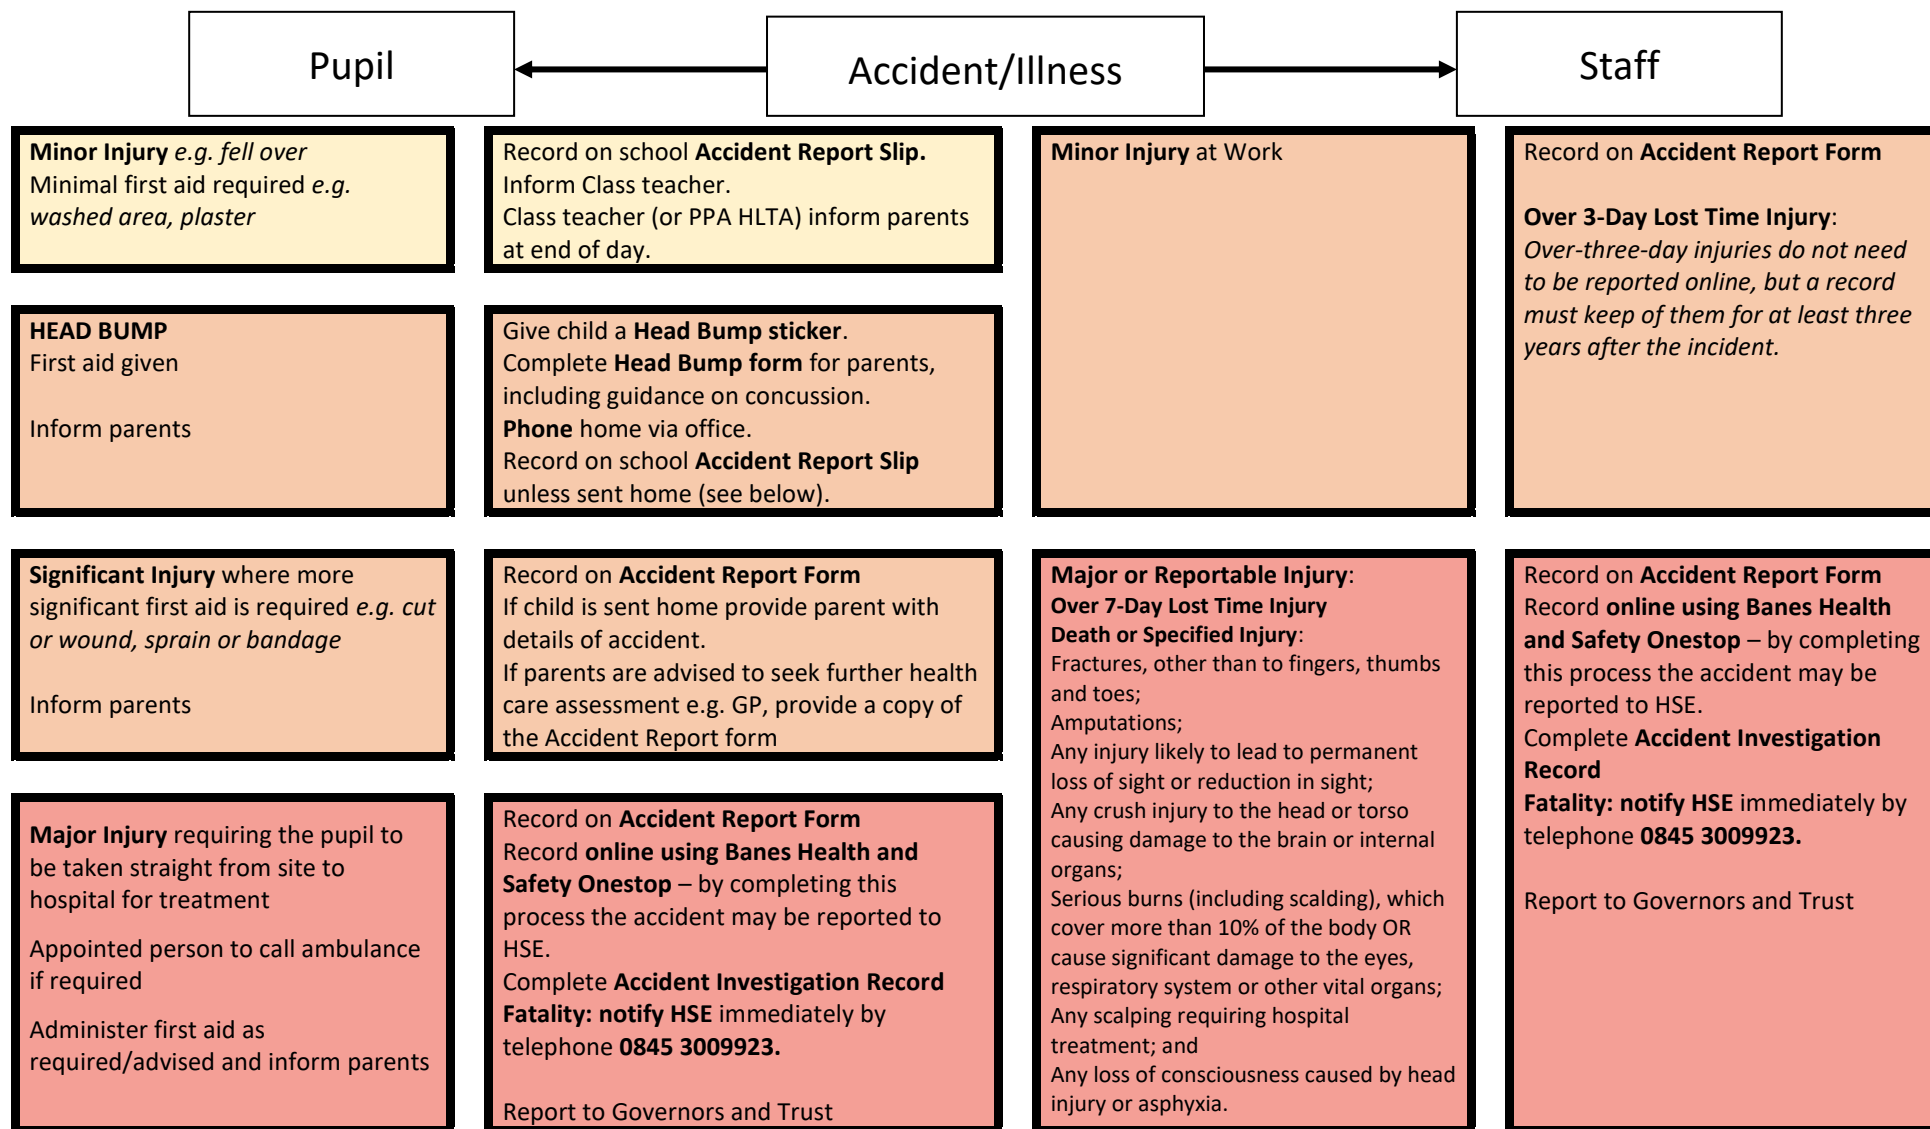 Pupil
Accident/Illness
Staff
Minor Injury e.g. fell over
Minimal first aid required e.g.
washed area, plaster
Record on school Accident Report Slip.
Inform Class teacher.
Class teacher (or PPA HLTA) inform parents
at end of day.
Minor Injury at Work
Record on Accident Report Form
Over 3-Day Lost Time Injury:
Over-three-day injuries do not need
to be reported online, but a record
must keep of them for at least three
years after the incident.
HEAD BUMP
First aid given
Inform parents
Give child a Head Bump sticker.
Complete Head Bump form for parents,
including guidance on concussion.
Phone home via office.
Record on school Accident Report Slip
unless sent home (see below).
Significant Injury where more
significant first aid is required e.g. cut
or wound, sprain or bandage
Inform parents
Record on Accident Report Form
If child is sent home provide parent with
details of accident.
If parents are advised to seek further health
care assessment e.g. GP, provide a copy of
the Accident Report form
Major or Reportable Injury:
Over 7-Day Lost Time Injury
Death or Specified Injury:
Fractures, other than to fingers, thumbs
and toes;
Amputations;
Any injury likely to lead to permanent
loss of sight or reduction in sight;
Any crush injury to the head or torso
causing damage to the brain or internal
organs;
Serious burns (including scalding), which
cover more than 10% of the body OR
cause significant damage to the eyes,
respiratory system or other vital organs;
Any scalping requiring hospital
treatment; and
Any loss of consciousness caused by head
injury or asphyxia.
Record on Accident Report Form
Record online using Banes Health
and Safety Onestop – by completing
this process the accident may be
reported to HSE.
Complete Accident Investigation
Record
Fatality: notify HSE immediately by
telephone 0845 3009923.
Report to Governors and Trust
Major Injury requiring the pupil to
be taken straight from site to
hospital for treatment
Appointed person to call ambulance
if required
Administer first aid as
required/advised and inform parents
Record on Accident Report Form
Record online using Banes Health and
Safety Onestop – by completing this
process the accident may be reported to
HSE.
Complete Accident Investigation Record
Fatality: notify HSE immediately by
telephone 0845 3009923.
Report to Governors and Trust